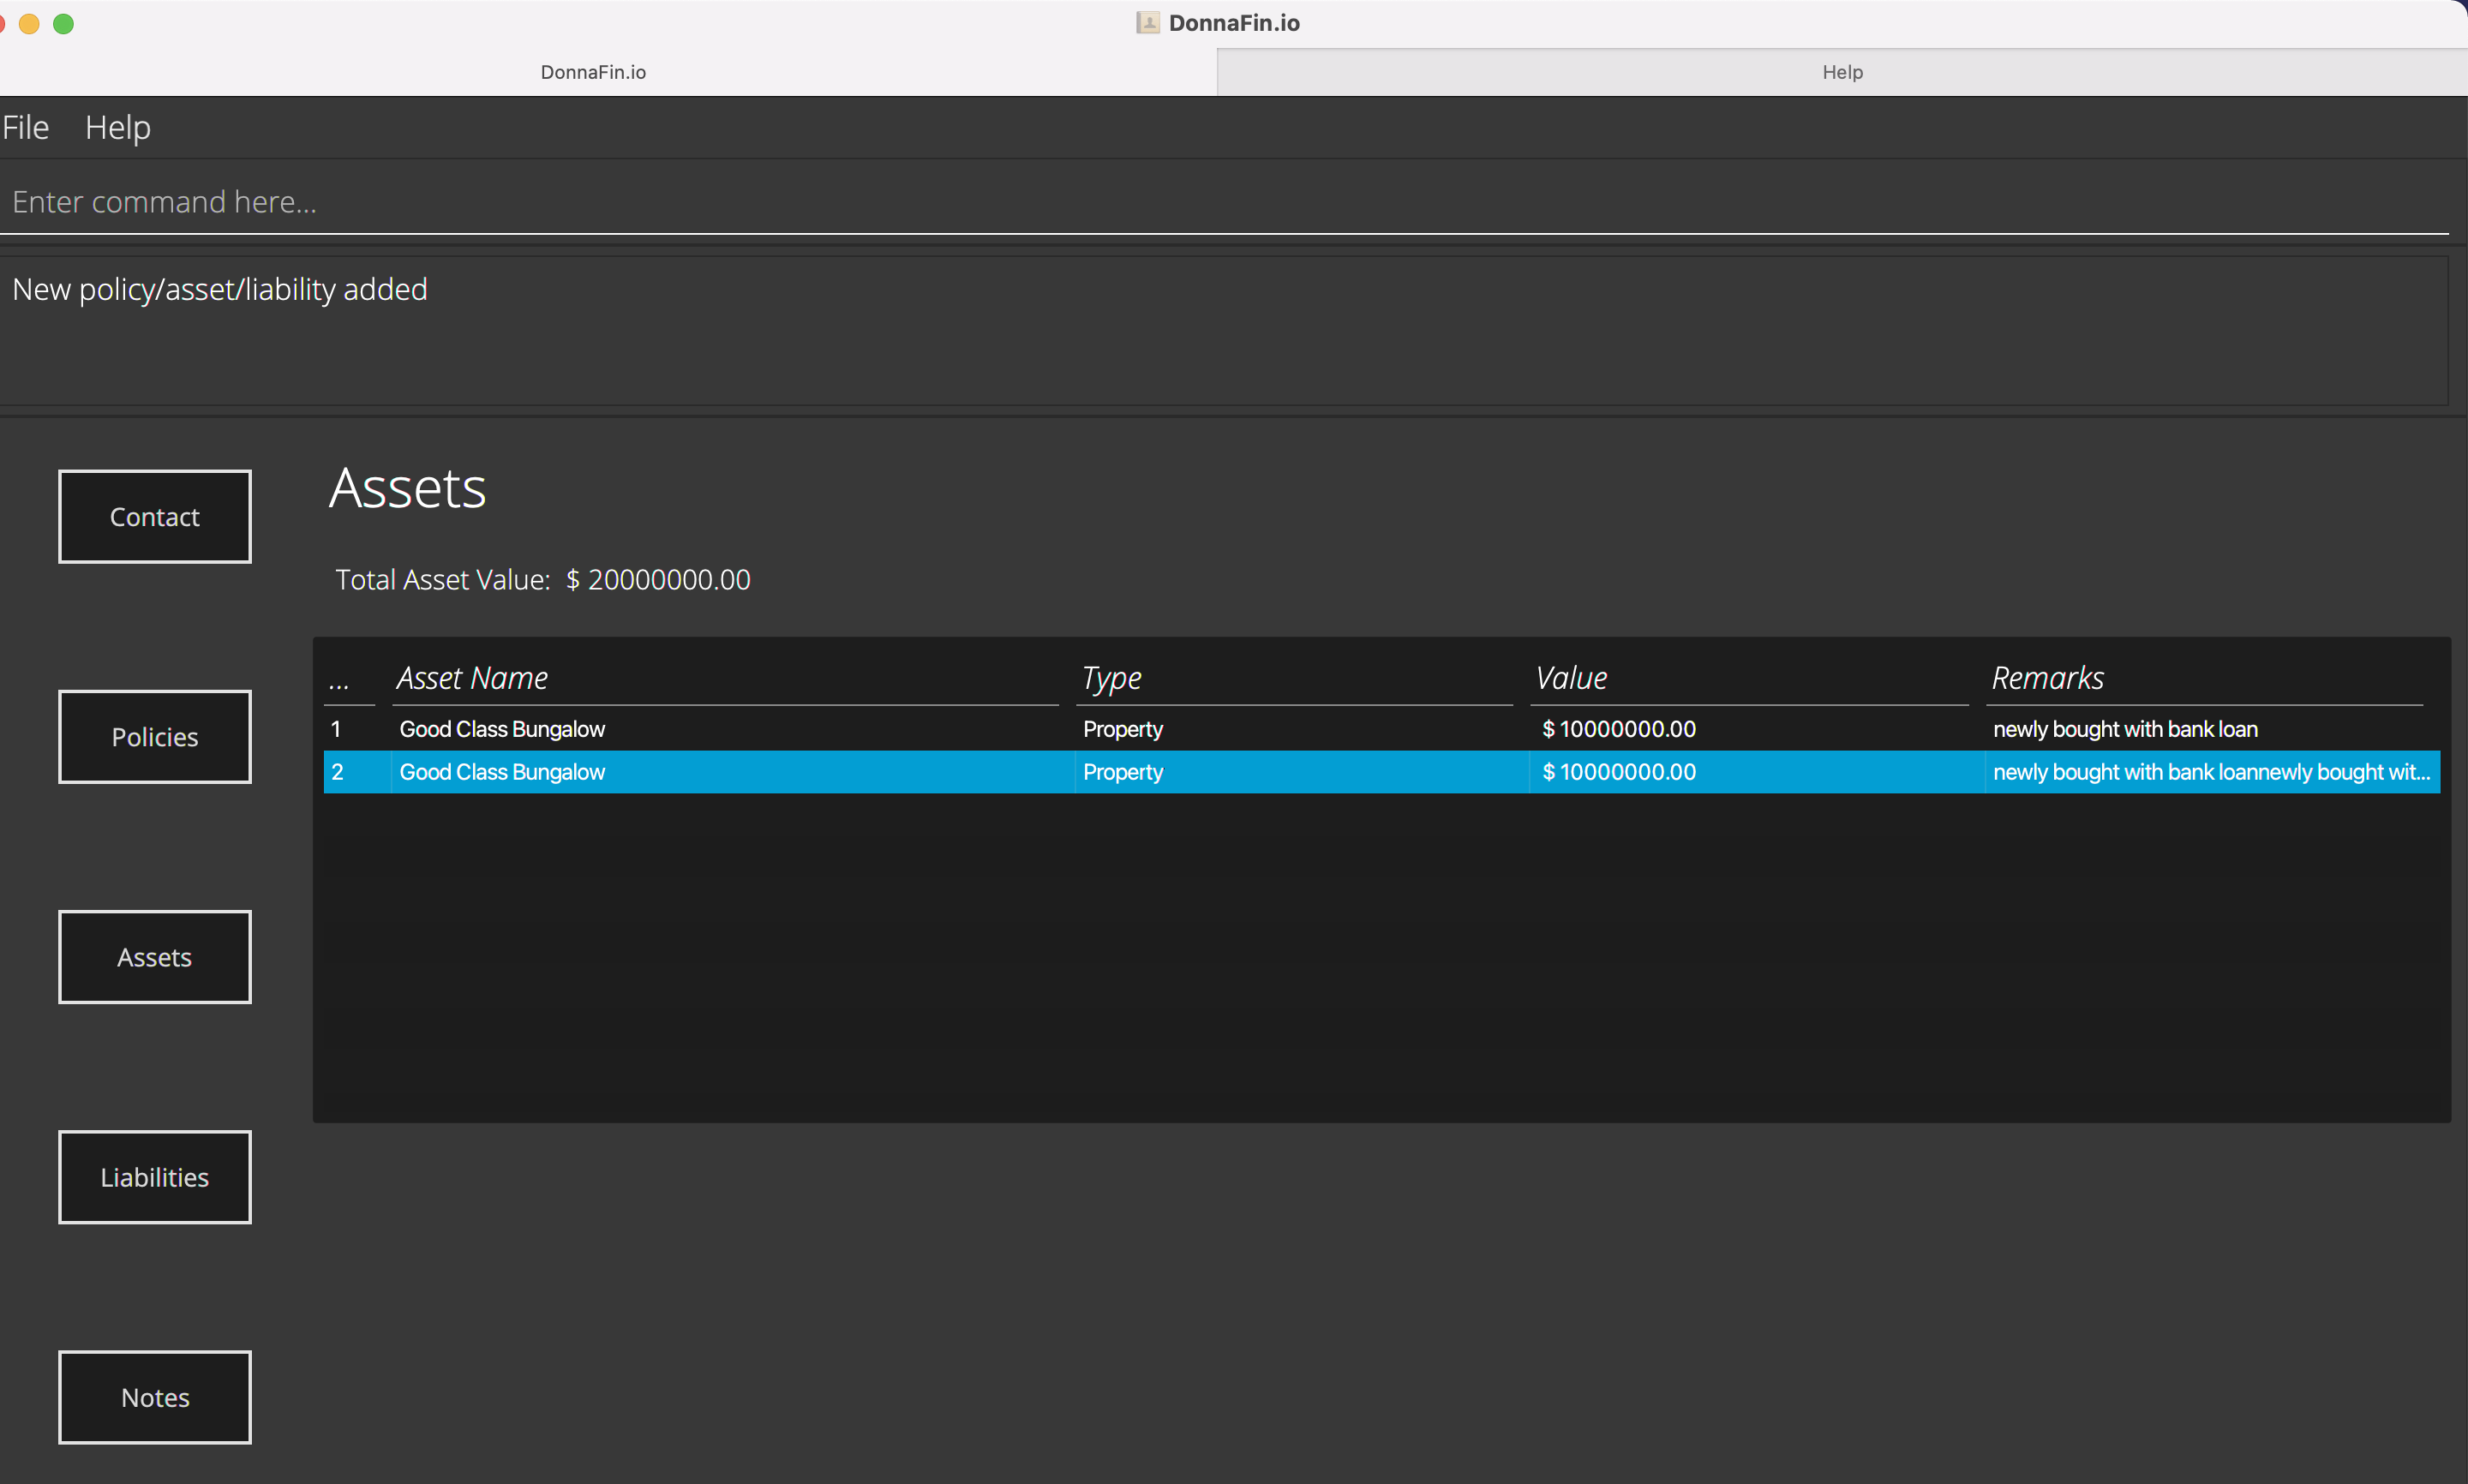 DonnaFin.io
DonnaFin.io Help
File Help
Enter command here...
New policy/asset/liability added
Contact
Policies
Assets
Liabilities
Notes
Assets
Total Asset Value: $ 20000000.00
... Asset Name Type Value Remarks
1 Good Class Bungalow Property $ 10000000.00 newly bought with bank loan
2 Good Class Bungalow Property $ 10000000.00 newly bought with bank loannewly bought wit...